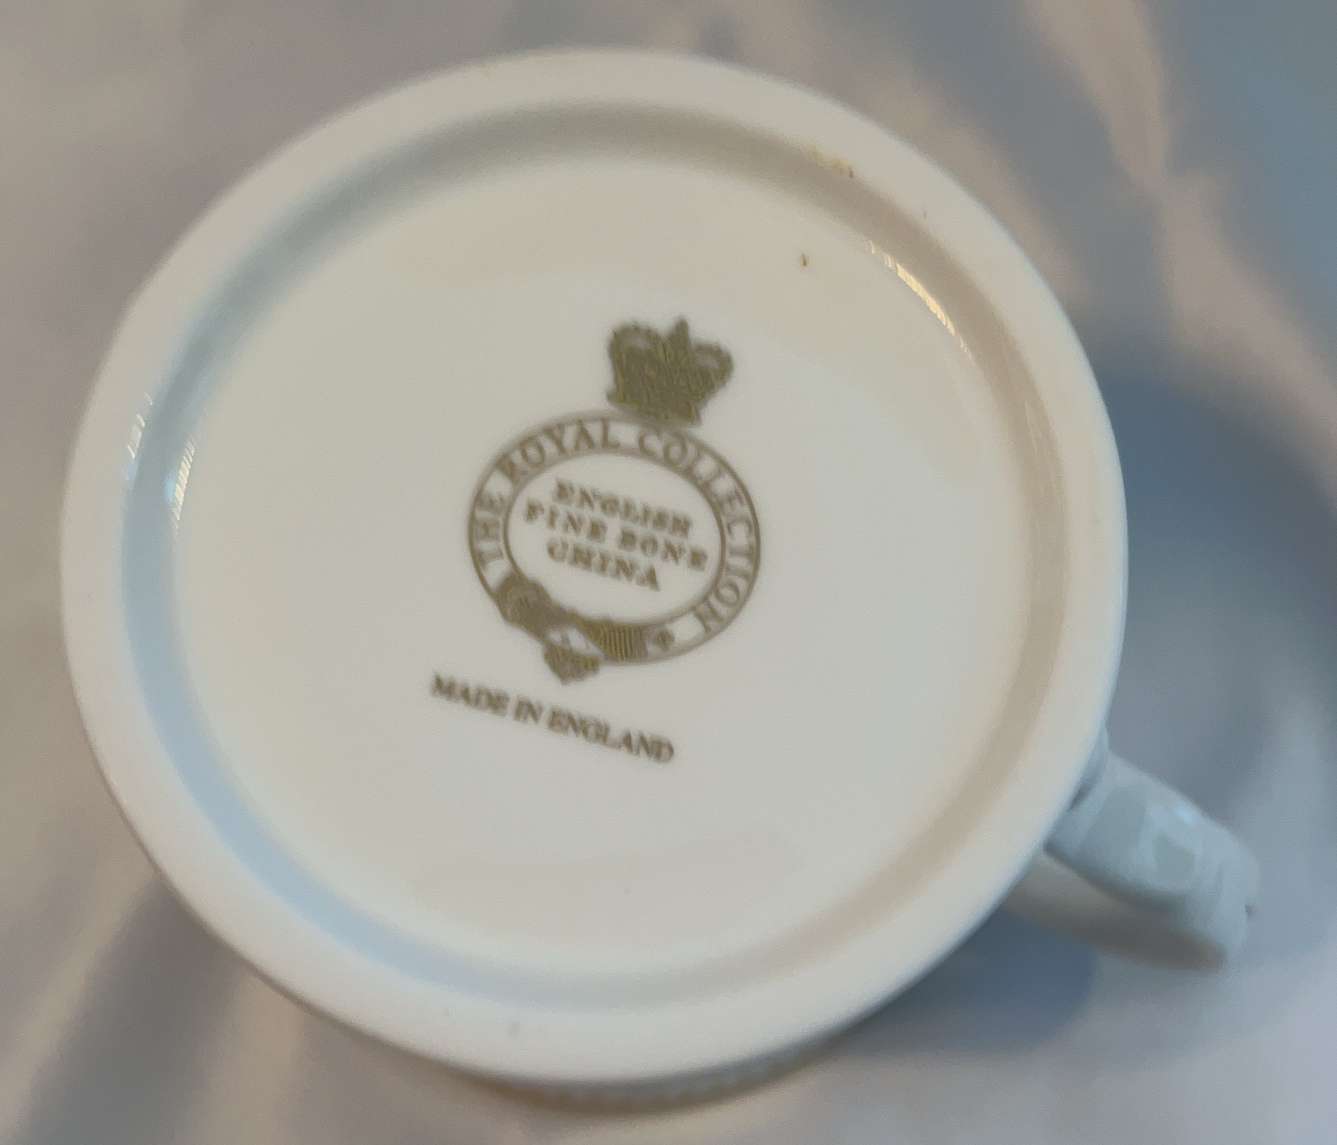 THE ROYAL COLLECTION
ENGLISH
FINE BONE
CHINA
MADE IN ENGLAND